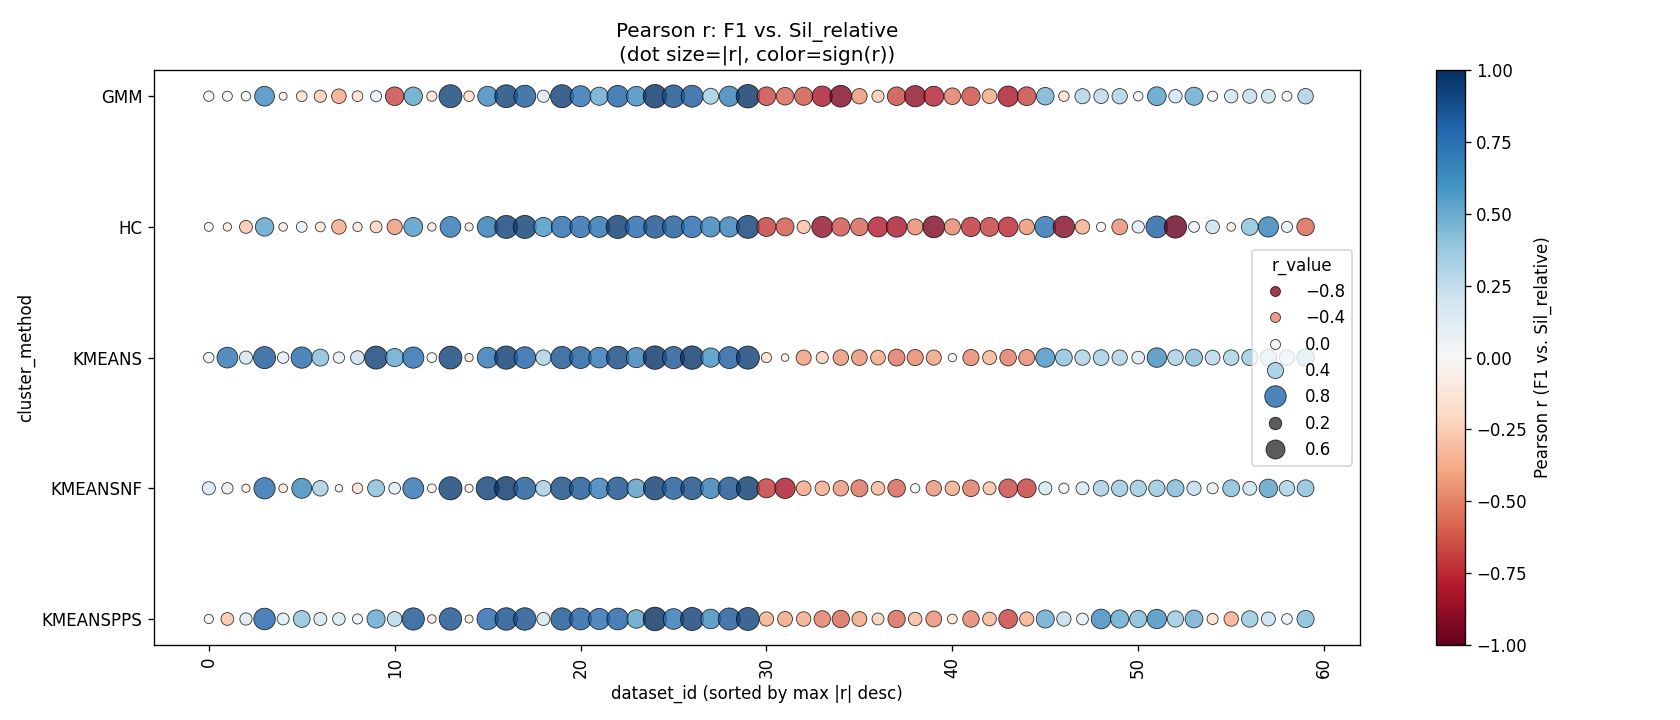 Pearson r: F1 vs. Sil_relative
(dot size=|r|, color=sign(r))
GMM
HC
KMEANS
KMEANSNF
KMEANSPPS
cluster_method
0
10
20
30
40
50
60
dataset_id (sorted by max |r| desc)
r_value
−0.8
−0.4
0.0
0.4
0.8
0.2
0.6
1.00
0.75
0.50
0.25
0.00
−0.25
−0.50
−0.75
−1.00
Pearson r (F1 vs. Sil_relative)